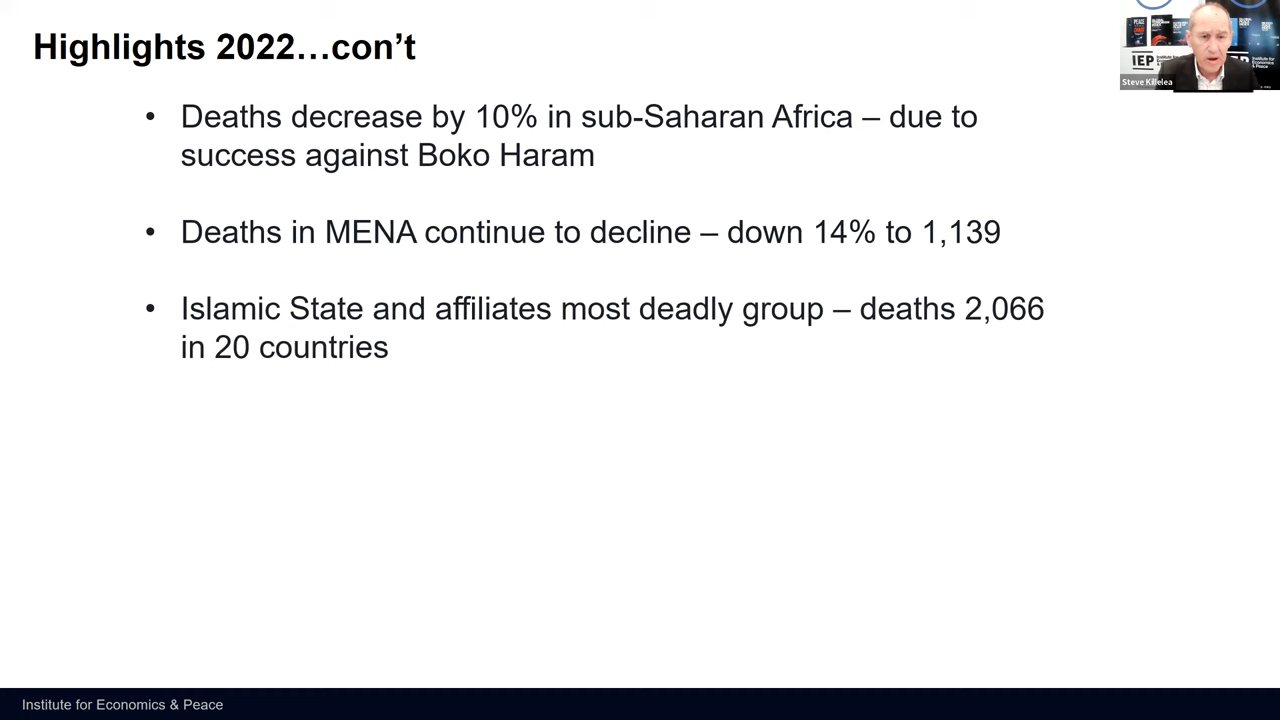 Highlights 2022…con’t
• Deaths decrease by 10% in sub-Saharan Africa – due to
success against Boko Haram
• Deaths in MENA continue to decline – down 14% to 1,139
• Islamic State and affiliates most deadly group – deaths 2,066
in 20 countries
IEP
Steve Killelea
Institute for Economics & Peace